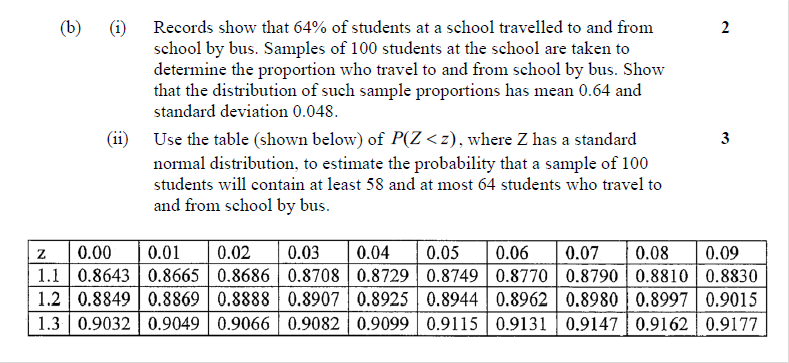 (b) (i) Records show that 64% of students at a school travelled to and from 2
school by bus. Samples of 100 students at the school are taken to
determine the proportion who travel to and from school by bus. Show
that the distribution of such sample proportions has mean 0.64 and
standard deviation 0.048.
(ii) Use the table (shown below) of P(Z < z), where Z has a standard 3
normal distribution, to estimate the probability that a sample of 100
students will contain at least 58 and at most 64 students who travel to
and from school by bus.
z 0.00 0.01 0.02 0.03 0.04 0.05 0.06 0.07 0.08 0.09
1.1 0.8643 0.8665 0.8686 0.8708 0.8729 0.8749 0.8770 0.8790 0.8810 0.8830
1.2 0.8849 0.8869 0.8888 0.8907 0.8925 0.8944 0.8962 0.8980 0.8997 0.9015
1.3 0.9032 0.9049 0.9066 0.9082 0.9099 0.9115 0.9131 0.9147 0.9162 0.9177